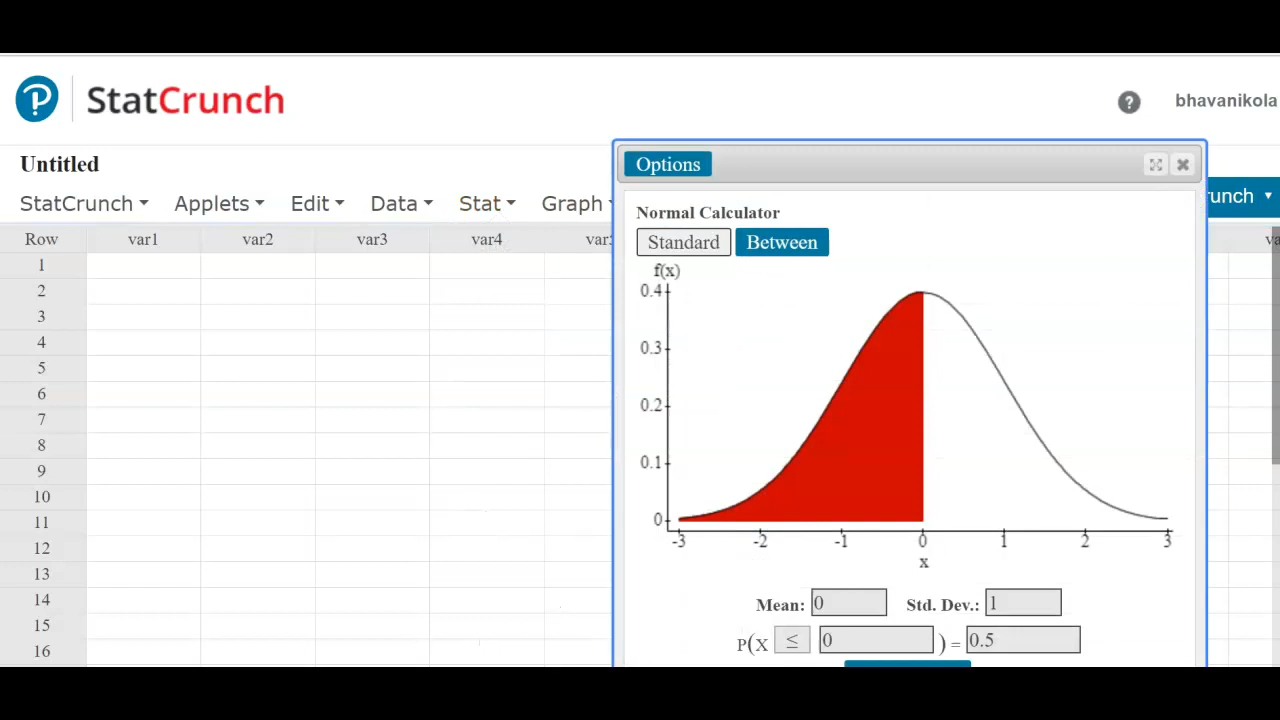 StatCrunch
? bhavanikola
Untitled
StatCrunch Applets Edit Data Stat Graph
Options
Normal Calculator
Standard Between
Row var1 var2 var3 var4
1
2
3
4
5
6
7
8
9
10
11
12
13
14
15
16
f(x)
0.4
0.3
0.2
0.1
0
-3 -2 -1 0 1 2 3
x
Mean: 0 Std. Dev.: 1
P(X ≤ 0 ) = 0.5